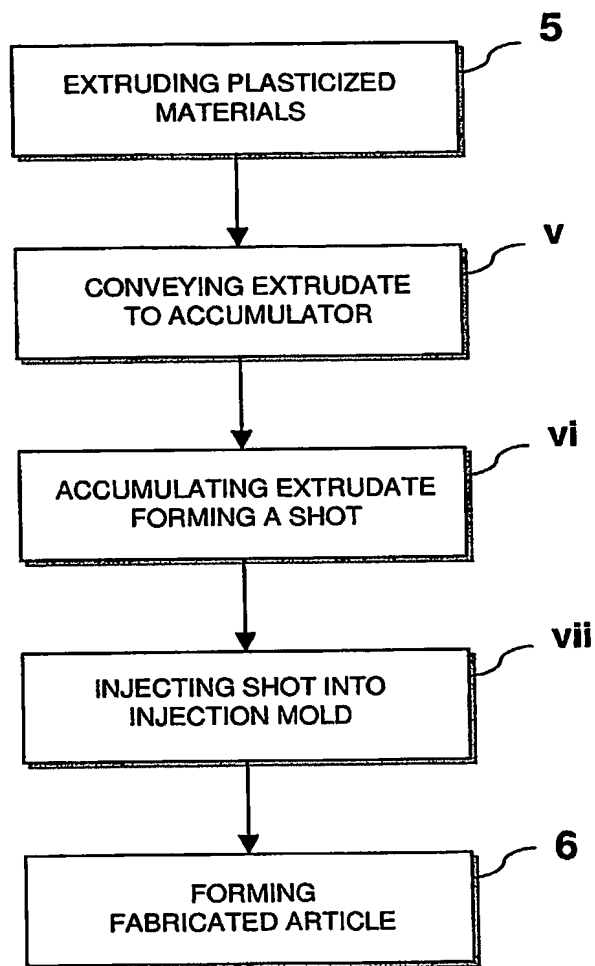 5
EXTRUDING PLASTICIZED
MATERIALS
v
CONVEYING EXTRUDATE
TO ACCUMULATOR
vi
ACCUMULATING EXTRUDATE
FORMING A SHOT
vii
INJECTING SHOT INTO
INJECTION MOLD
6
FORMING
FABRICATED ARTICLE